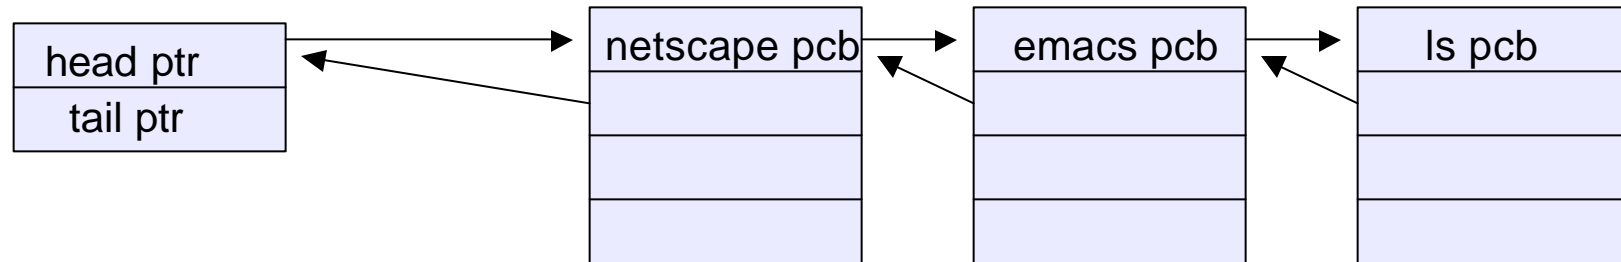 head ptr
tail ptr
netscape pcb
emacs pcb
ls pcb